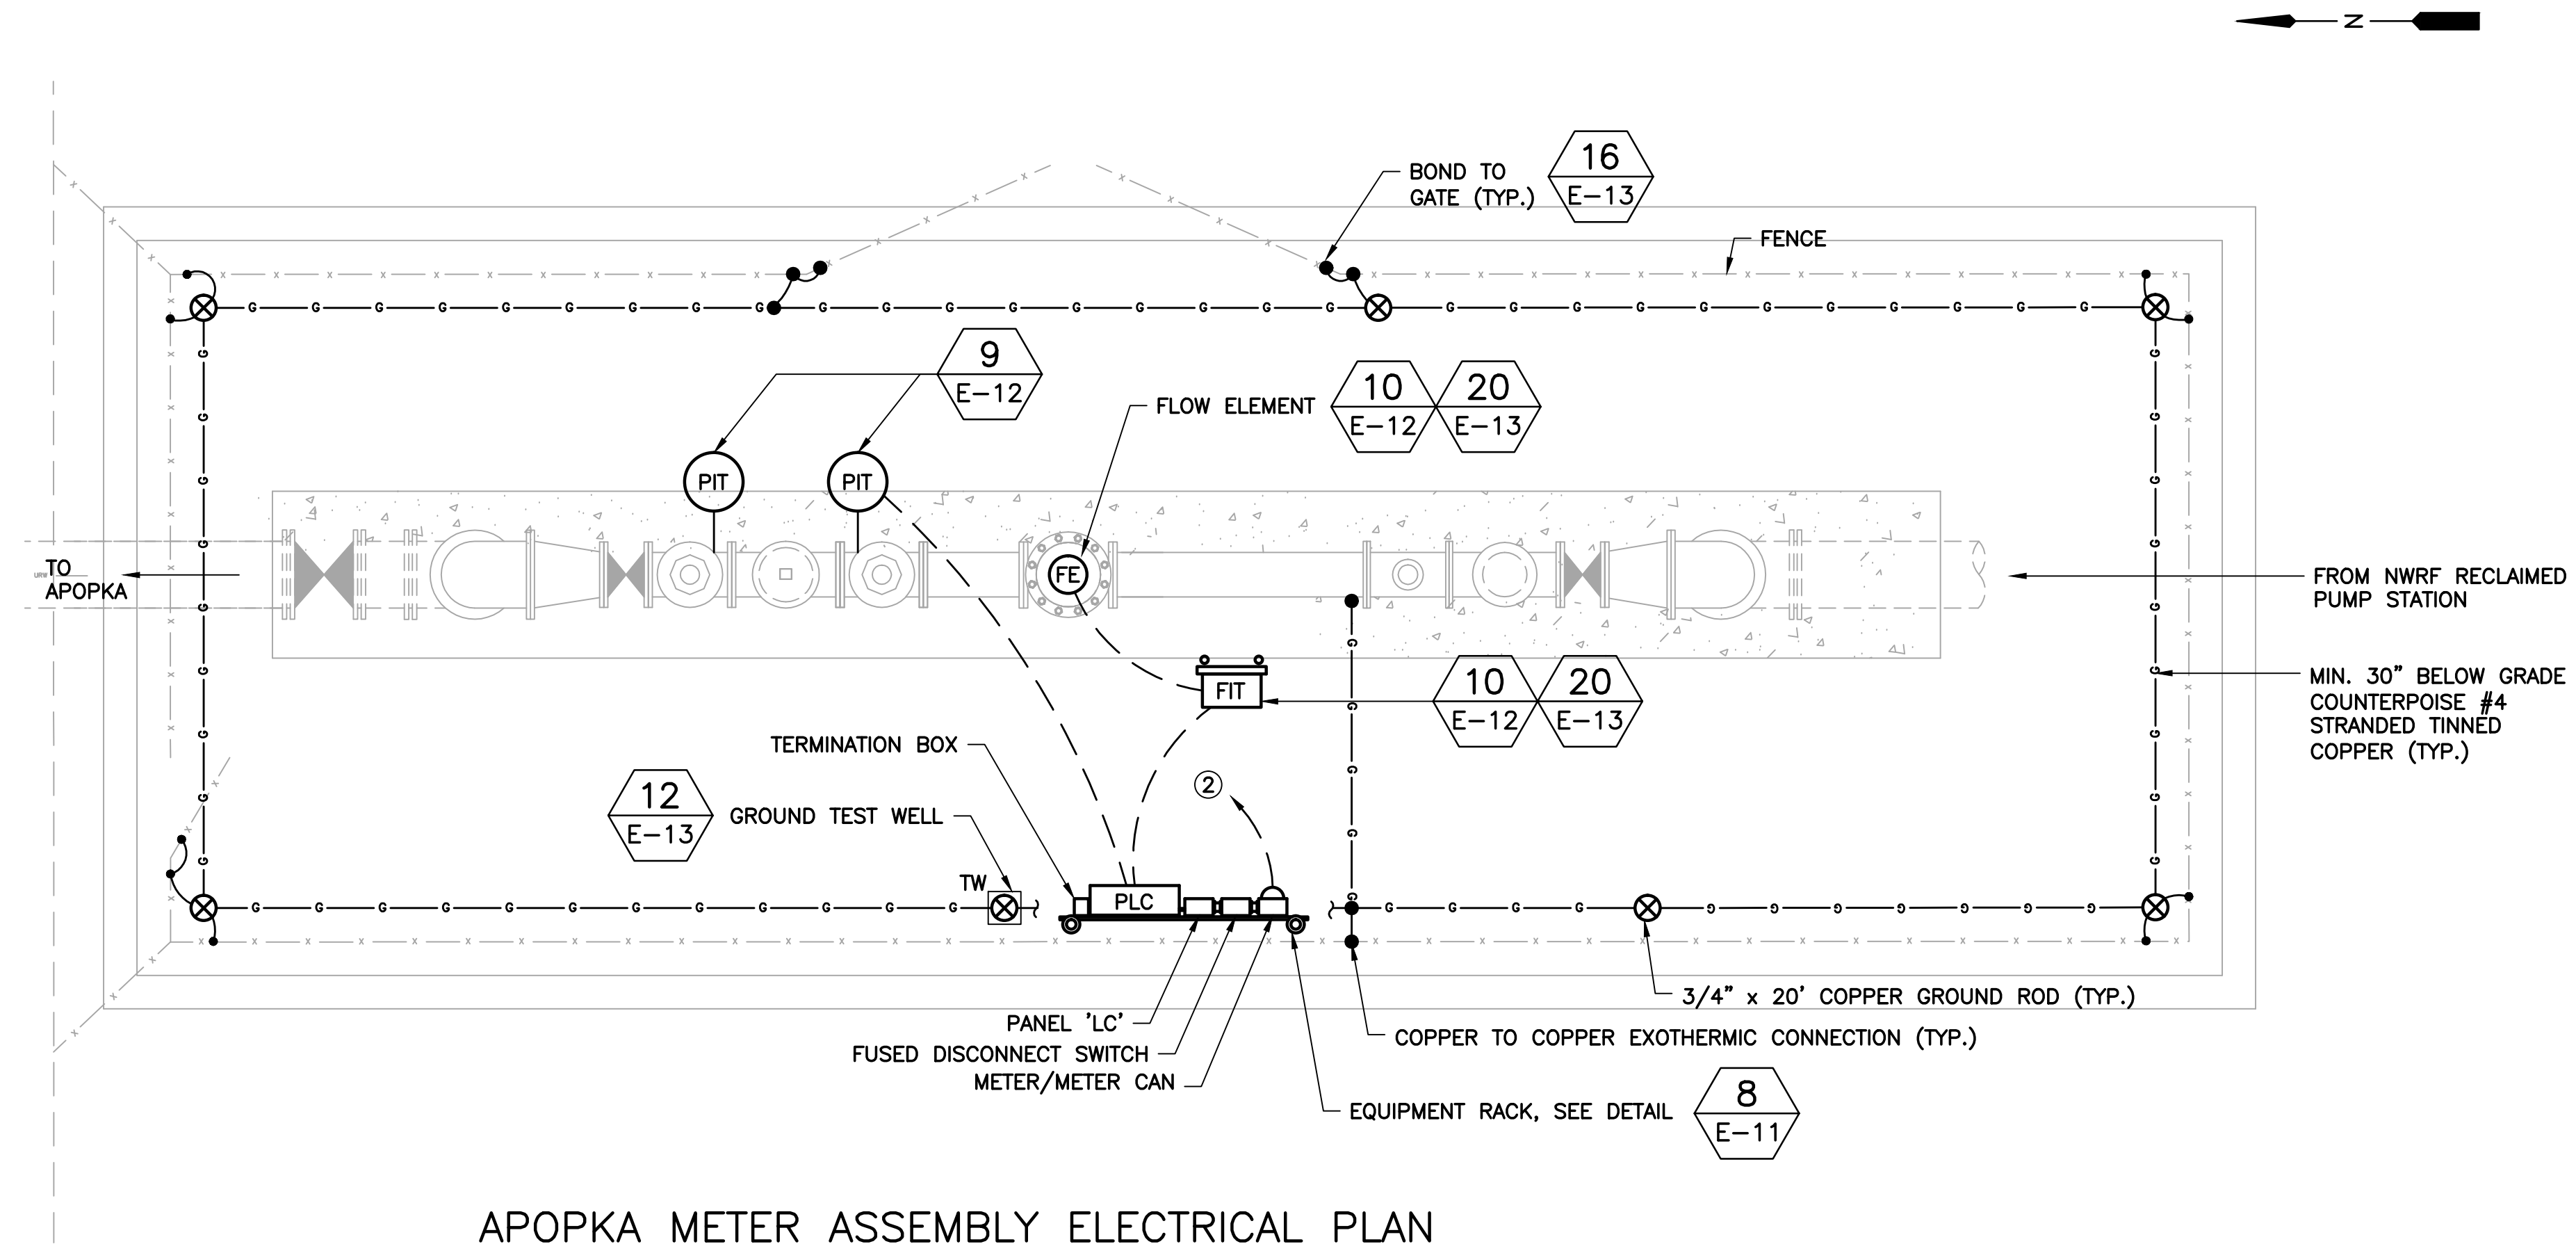 N
BOND TO
GATE (TYP.)
16
E-13
FENCE
9
E-12
FLOW ELEMENT
10
E-12
20
E-13
PIT
PIT
FE
TO
APOPKA
FROM NWRF RECLAIMED
PUMP STATION
FIT
10
E-12
20
E-13
MIN. 30" BELOW GRADE
COUNTERPOISE #4
STRANDED TINNED
COPPER (TYP.)
TERMINATION BOX
2
12
E-13
GROUND TEST WELL
TW
PLC
3/4" x 20' COPPER GROUND ROD (TYP.)
PANEL 'LC'
COPPER TO COPPER EXOTHERMIC CONNECTION (TYP.)
FUSED DISCONNECT SWITCH
METER/METER CAN
EQUIPMENT RACK, SEE DETAIL
8
E-11
APOPKA METER ASSEMBLY ELECTRICAL PLAN